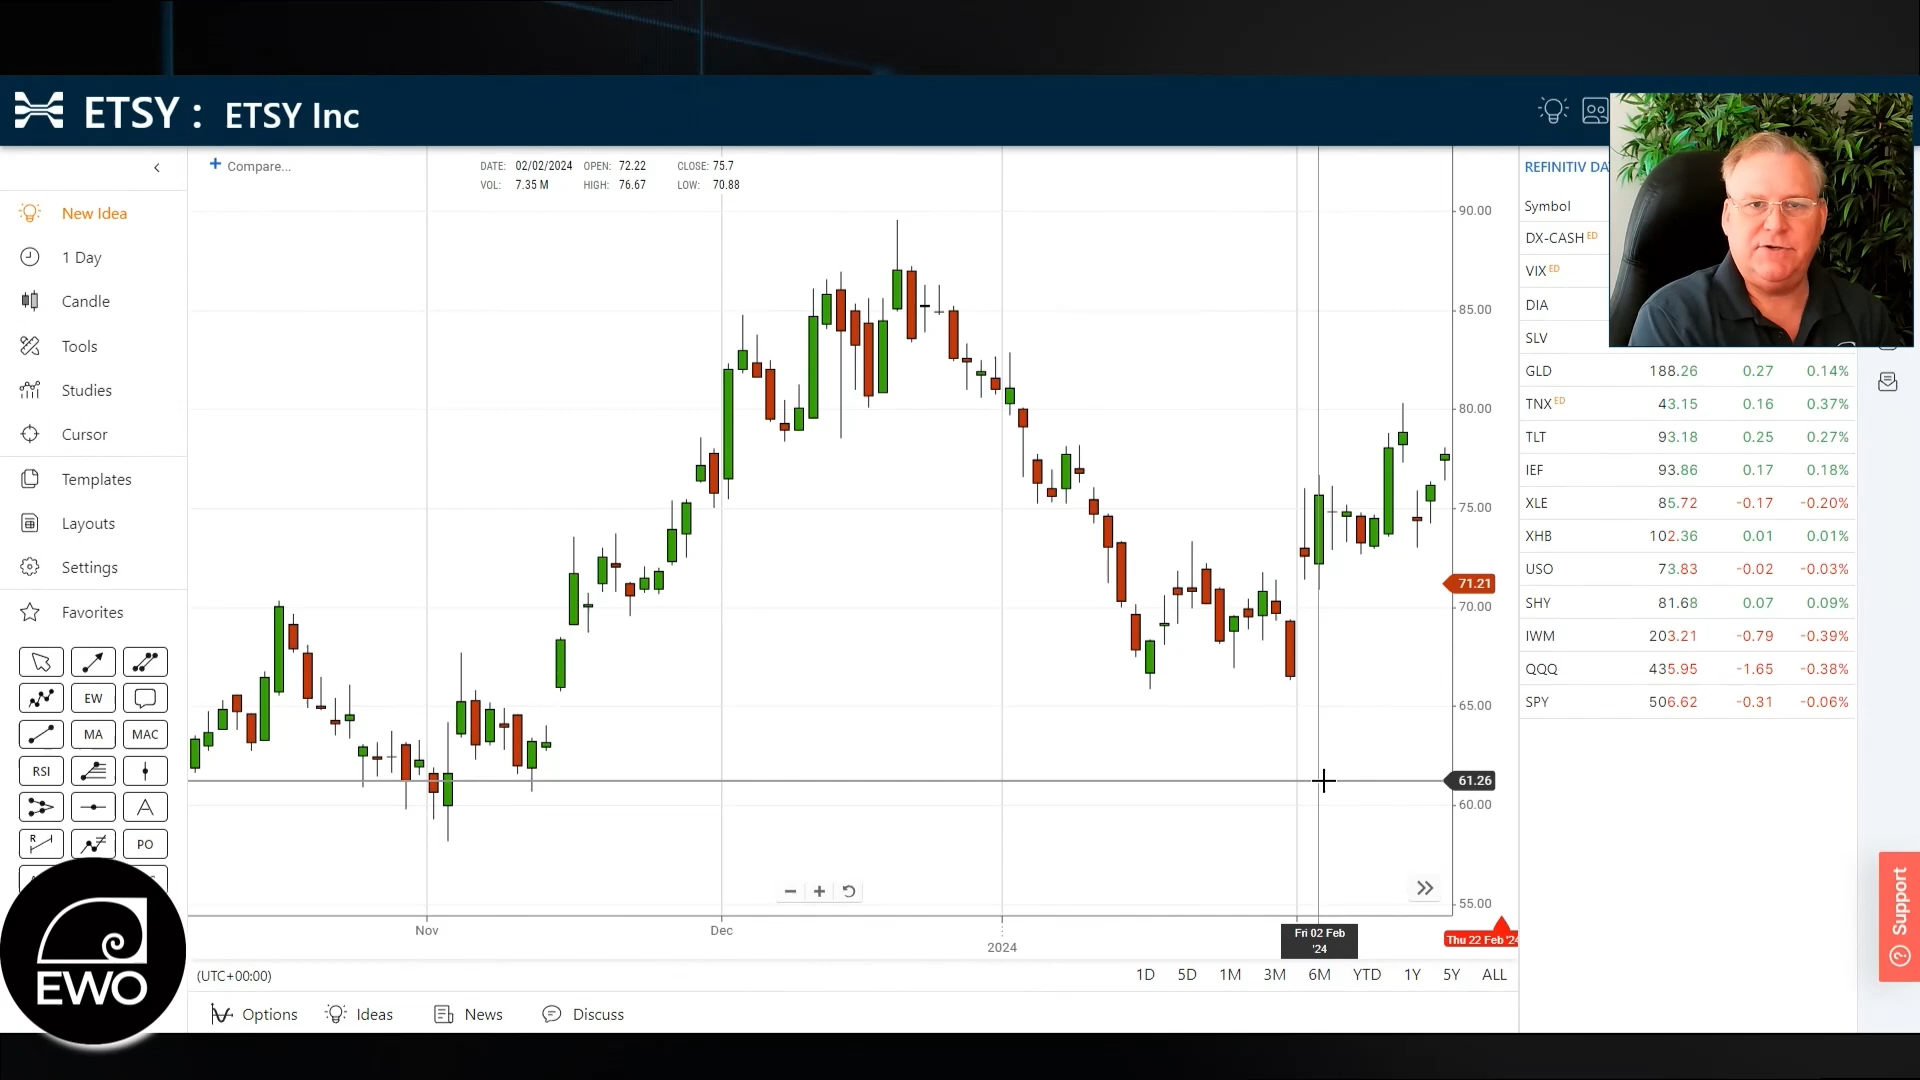 ETSY : ETSY Inc
+ Compare...
DATE: 02/02/2024 OPEN: 72.22 CLOSE: 75.7
VOL: 7.35 M HIGH: 76.67 LOW: 70.88
New Idea
1 Day
Candle
Tools
Studies
Cursor
Templates
Layouts
Settings
Favorites
EW
MA
MAC
RSI
A
R
PO
EWO
90.00
85.00
80.00
75.00
71.21
70.00
65.00
61.26
60.00
55.00
Nov
Dec
2024
Fri 02 Feb
'24
Thu 22 Feb '24
(UTC+00:00)
1D 5D 1M 3M 6M YTD 1Y 5Y ALL
Options
Ideas
News
Discuss
REFINITIV DA
Symbol
DX-CASH ED
VIX ED
DIA
SLV
GLD 188.26 0.27 0.14%
TNX ED 43.15 0.16 0.37%
TLT 93.18 0.25 0.27%
IEF 93.86 0.17 0.18%
XLE 85.72 -0.17 -0.20%
XHB 102.36 0.01 0.01%
USO 73.83 -0.02 -0.03%
SHY 81.68 0.07 0.09%
IWM 203.21 -0.79 -0.39%
QQQ 435.95 -1.65 -0.38%
SPY 506.62 -0.31 -0.06%
Support